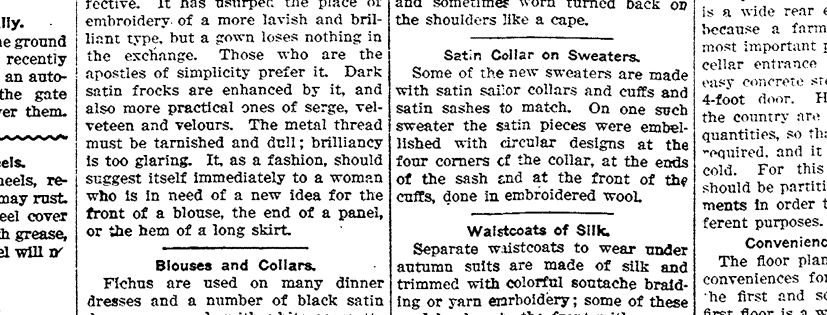 lly.
he ground
recently
an auto-
the gate
ver them.
els.
heels, re-
may rust.
eel cover
th grease,
el will n
fective. It has usurped the place of
embroidery of a more lavish and bril-
liant type, but a gown loses nothing in
the exchange. Those who are the
apostles of simplicity prefer it. Dark
satin frocks are enhanced by it, and
also more practical ones of serge, vel-
veteen and velours. The metal thread
must be tarnished and dull; brilliancy
is too glaring. It, as a fashion, should
suggest itself immediately to a woman
who is in need of a new idea for the
front of a blouse, the end of a panel,
or the hem of a long skirt.
Blouses and Collars.
Fichus are used on many dinner
dresses and a number of black satin
and sometimes worn turned back on
the shoulders like a cape.
Satin Collar on Sweaters.
Some of the new sweaters are made
with satin sailor collars and cuffs and
satin sashes to match. On one such
sweater the satin pieces were embel-
lished with circular designs at the
four corners cf the collar, at the ends
of the sash and at the front of the
cuffs, done in embroidered wool.
Waistcoats of Silk.
Separate waistcoats to wear under
autumn suits are made of silk and
trimmed with colorful soutache braid-
ing or yarn emrboidery; some of these
is a wide rear e
because a farm
most important p
cellar entrance
easy concrete ste
4-foot door. H
the country are
quantities, so tha
required, and it
cold. For this
should be partiti
ments in order t
ferent purposes.
Convenienc
The floor plan
conveniences for
he first and se
first floor is a w